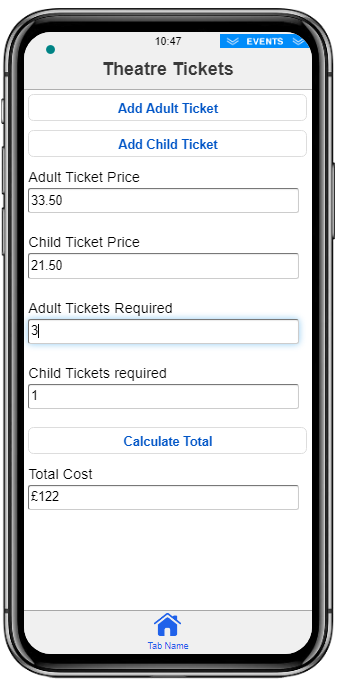 10:47
EVENTS
Theatre Tickets
Add Adult Ticket
Add Child Ticket
Adult Ticket Price
33.50
Child Ticket Price
21.50
Adult Tickets Required
3
Child Tickets required
1
Calculate Total
Total Cost
£122
Tab Name